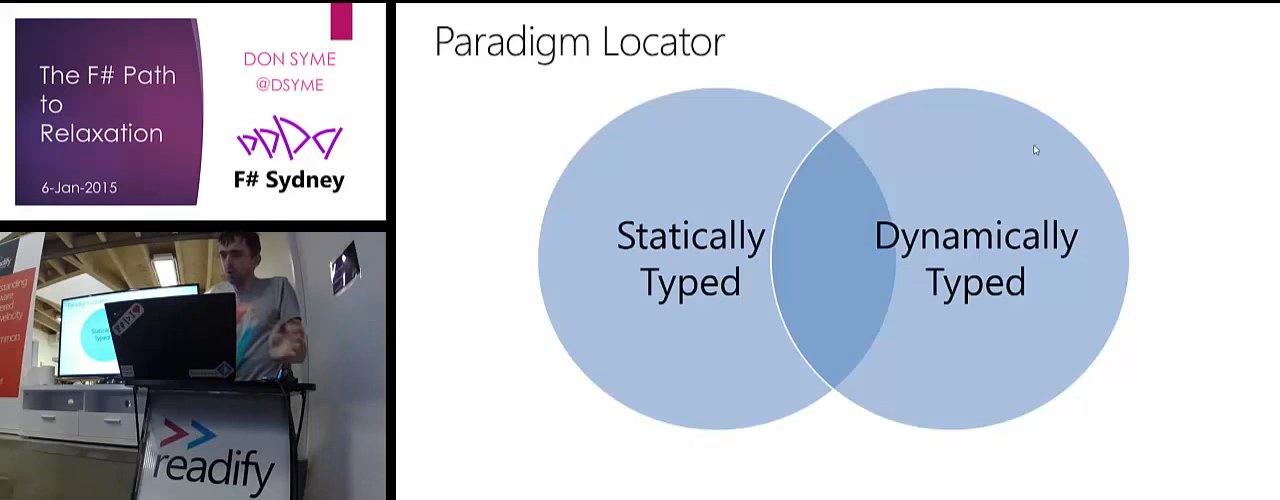 The F# Path
to
Relaxation
6-Jan-2015
DON SYME
@DSYME
F# Sydney
Paradigm Locator
Statically
Typed
Dynamically
Typed
readify